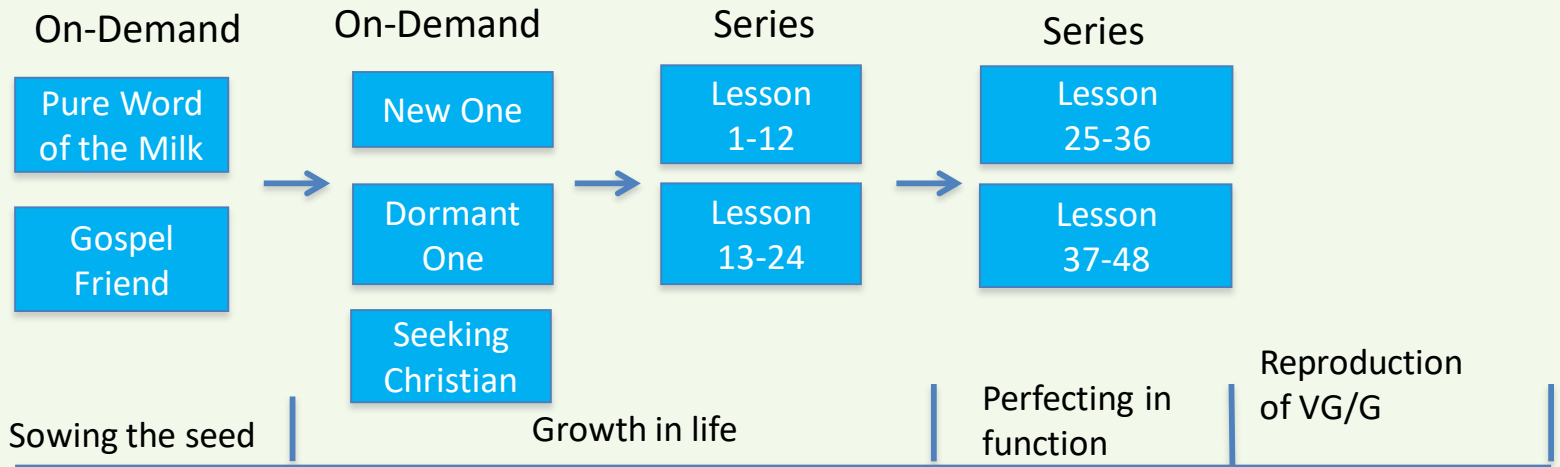 On-Demand
Pure Word
of the Milk
Gospel
Friend
On-Demand
New One
Dormant
One
Seeking
Christian
Series
Lesson
1-12
Lesson
13-24
Series
Lesson
25-36
Lesson
37-48
Sowing the seed
Growth in life
Perfecting in
function
Reproduction
of VG/G